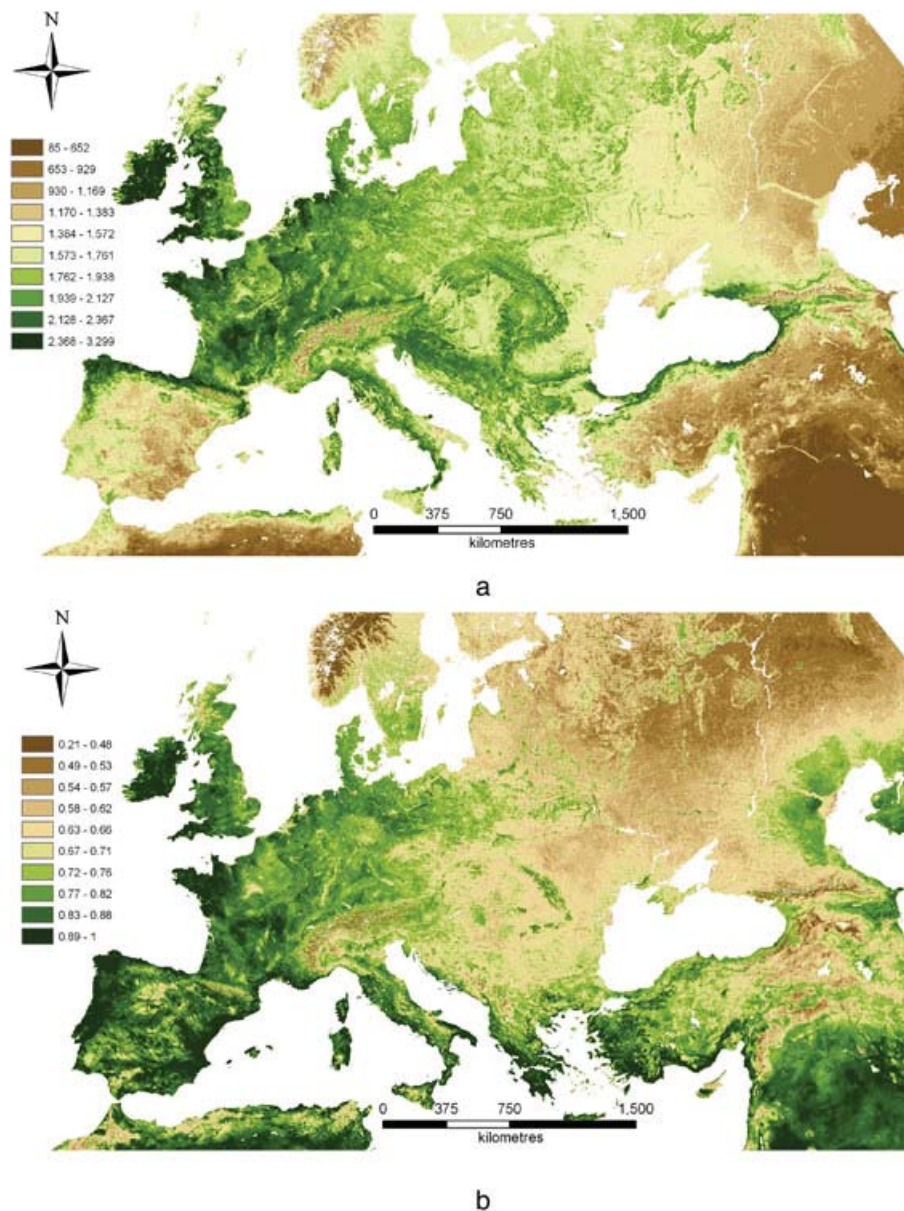 N
85 - 652
653 - 929
930 - 1.169
1.170 - 1.383
1.384 - 1.572
1.573 - 1.761
1.762 - 1.938
1.939 - 2.127
2.128 - 2.367
2.368 - 3.299
0 375 750 1,500
kilometres
a
N
0.21 - 0.48
0.49 - 0.53
0.54 - 0.57
0.58 - 0.62
0.63 - 0.66
0.67 - 0.71
0.72 - 0.76
0.77 - 0.82
0.83 - 0.88
0.89 - 1
0 375 750 1,500
kilometres
b